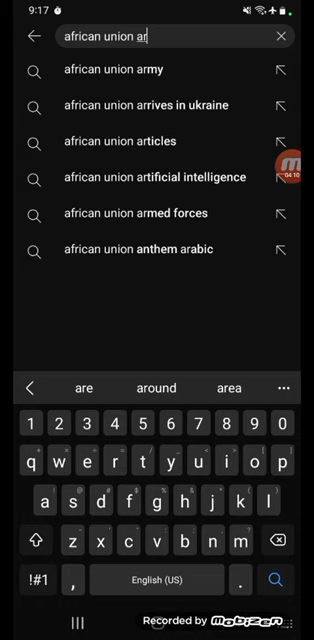 9:17
african union ar
african union army
african union arrives in ukraine
african union articles
african union artificial intelligence
04:10
african union armed forces
african union anthem arabic
are around area
1 2 3 4 5 6 7 8 9 0
q w e r t y u i o p
a s d f g h j k l
z x c v b n m
!#1 , English (US) .
Recorded by Mobizen